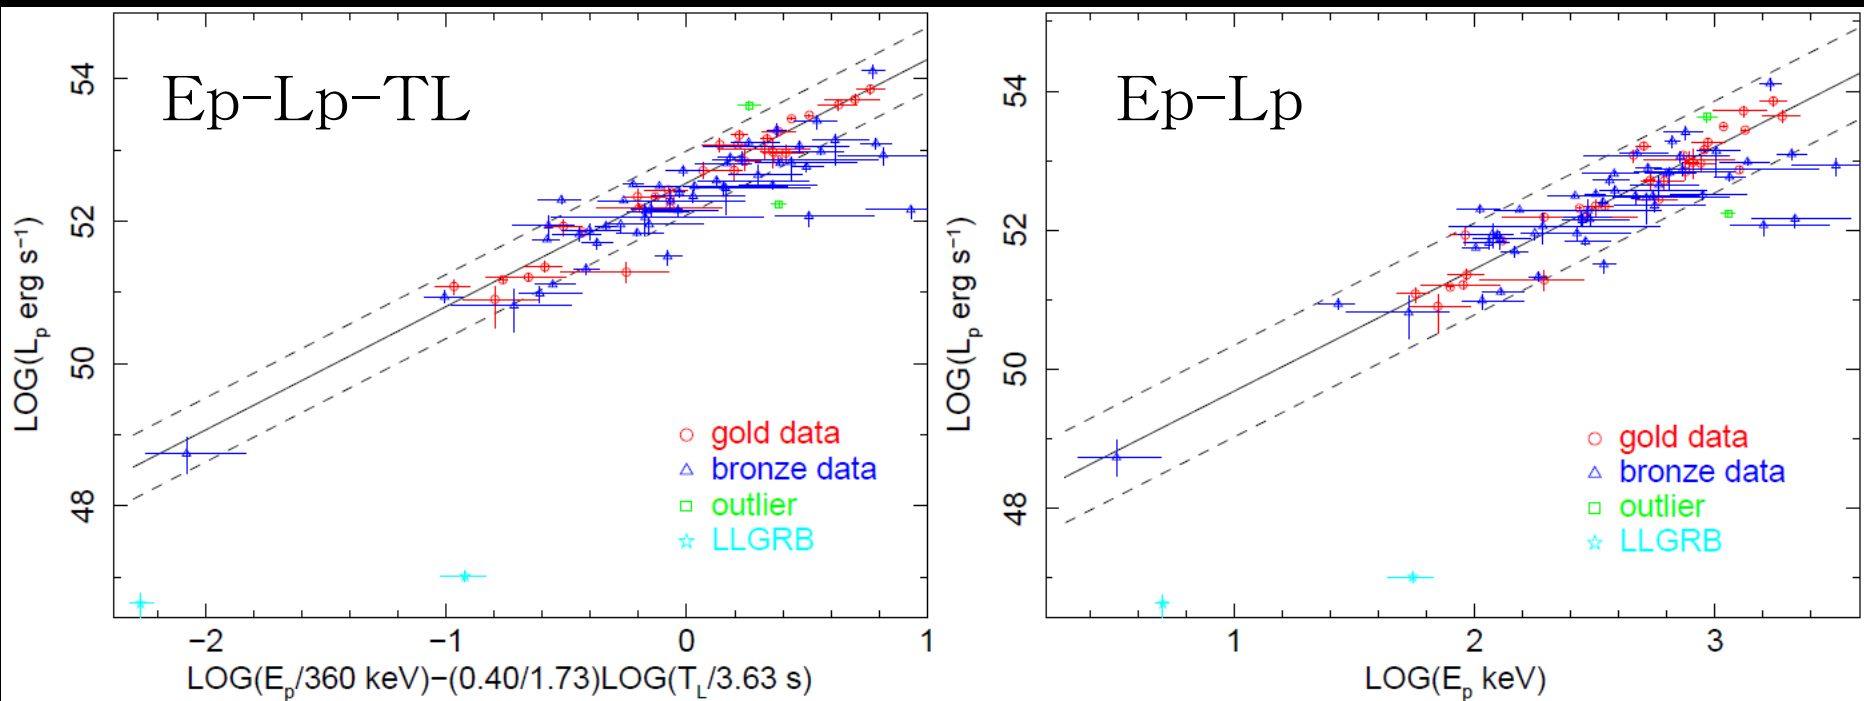 Ep-Lp-TL
LOG(Lp erg s−1)
54
52
50
48
gold data
bronze data
outlier
LLGRB
−2 −1 0 1
LOG(Ep/360 keV)−(0.40/1.73)LOG(TL/3.63 s)
Ep-Lp
LOG(Lp erg s−1)
54
52
50
48
gold data
bronze data
outlier
LLGRB
1 2 3
LOG(Ep keV)